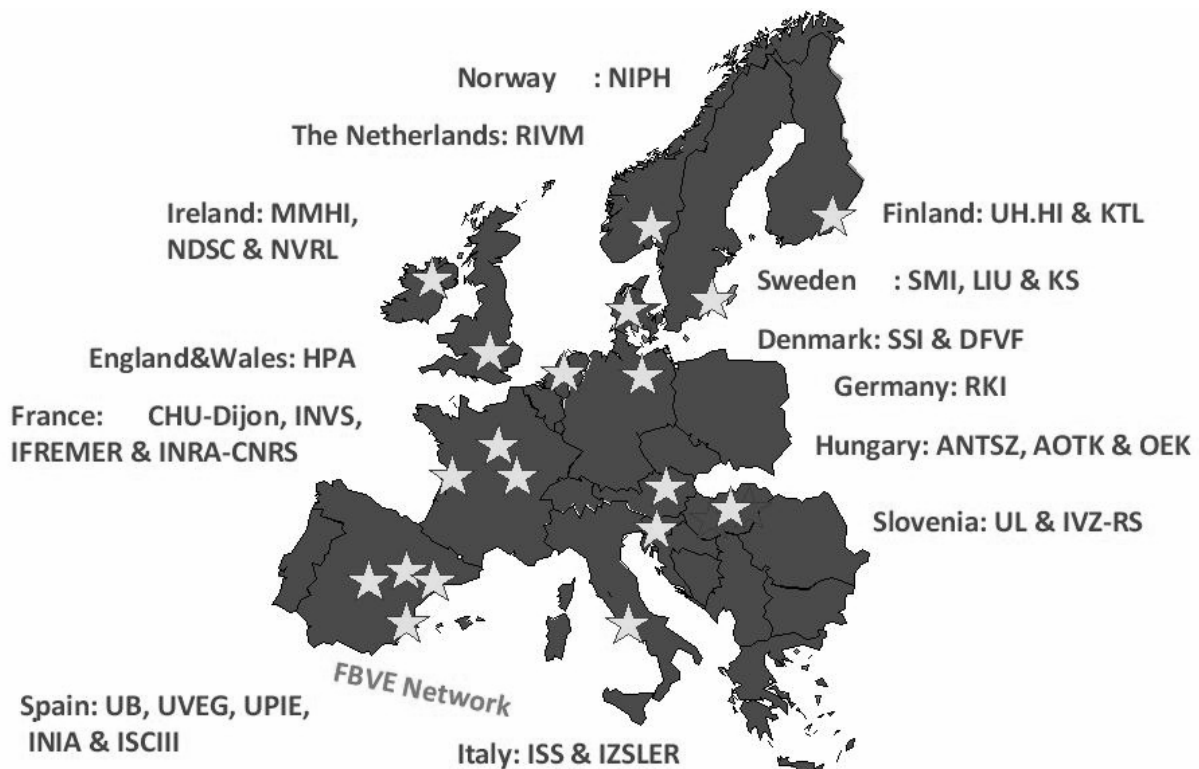 Norway : NIPH
The Netherlands: RIVM
Ireland: MMHI,
NDSC & NVRL
Finland: UH.HI & KTL
Sweden : SMI, LIU & KS
England&Wales: HPA
Denmark: SSI & DFVF
Germany: RKI
France: CHU-Dijon, INVS,
IFREMER & INRA-CNRS
Hungary: ANTSZ, AOTK & OEK
Slovenia: UL & IVZ-RS
FBVE Network
Spain: UB, UVEG, UPIE,
INIA & ISCIII
Italy: ISS & IZSLER